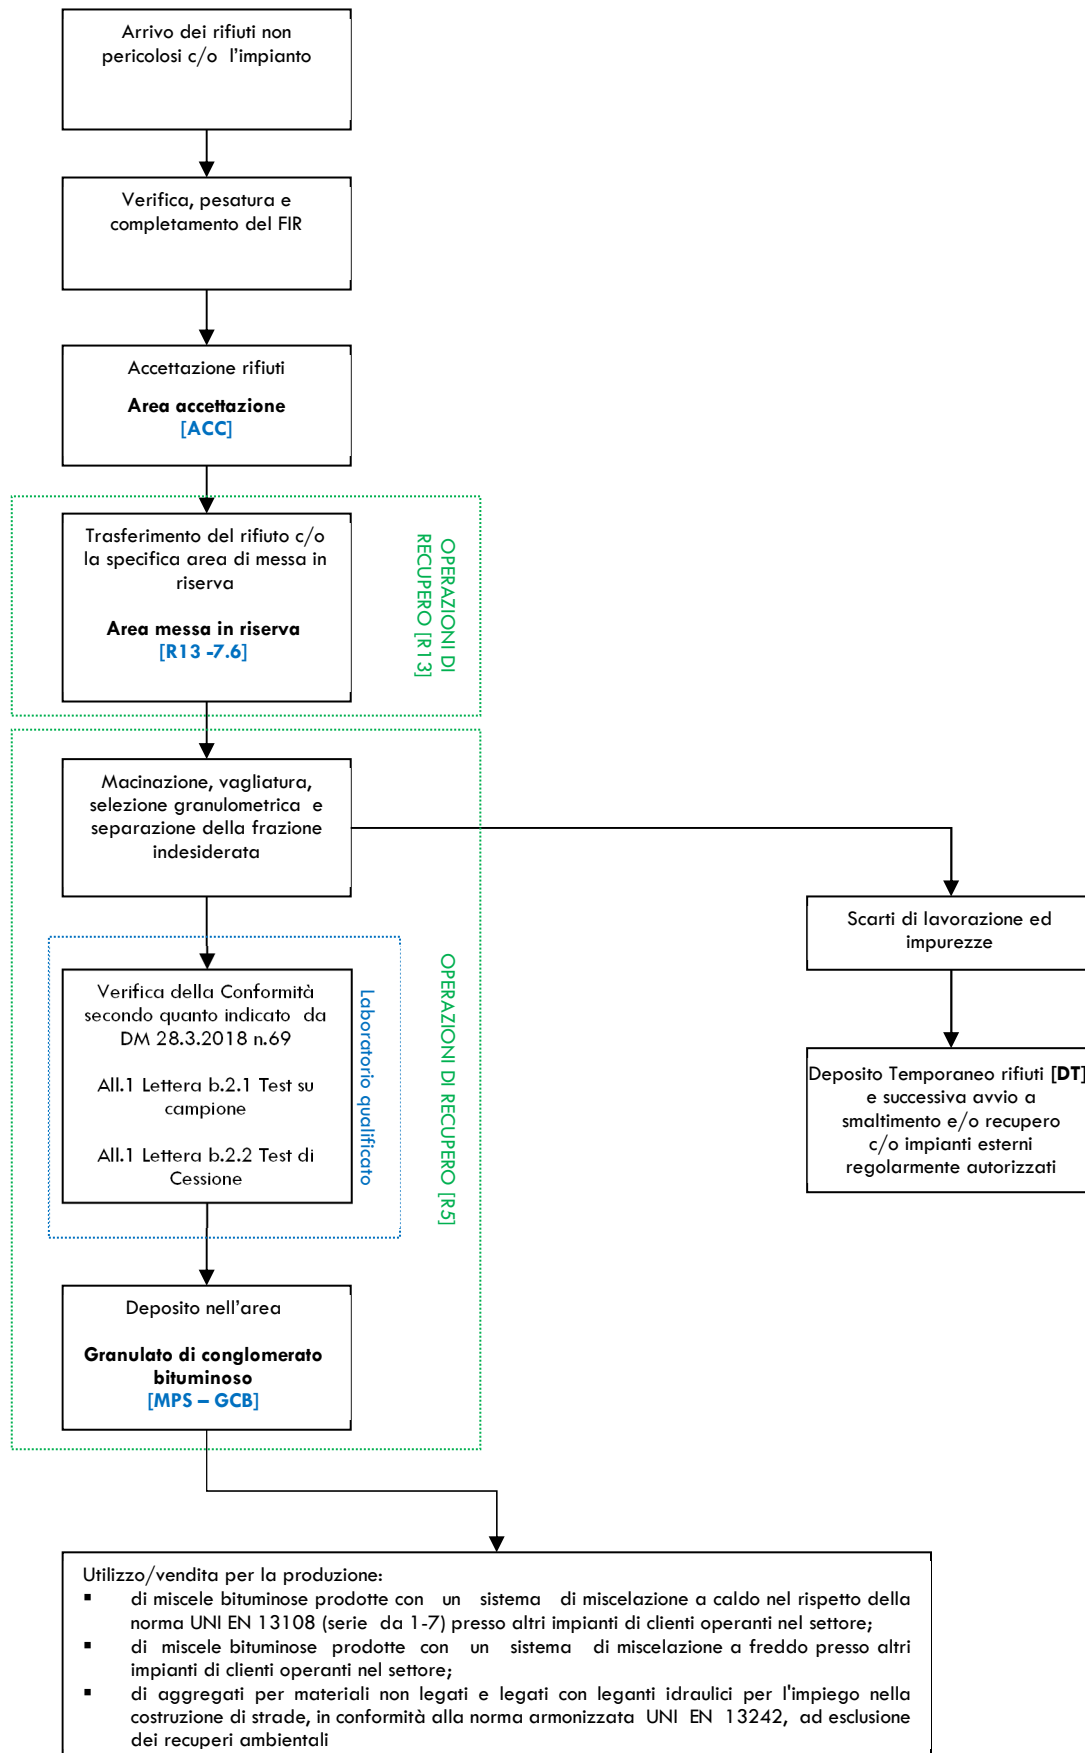 Arrivo dei rifiuti non
pericolosi c/o l'impianto
Verifica, pesatura e
completamento del FIR
Accettazione rifiuti
Area accettazione
[ACC]
Trasferimento del rifiuto c/o
la specifica area di messa in
riserva
Area messa in riserva
[R13 -7.6]
OPERAZIONI DI
RECUPERO [R13]
Macinazione, vagliatura,
selezione granulometrica e
separazione della frazione
indesiderata
Scarti di lavorazione ed
impurezze
Verifica della Conformità
secondo quanto indicato da
DM 28.3.2018 n.69
All.1 Lettera b.2.1 Test su
campione
All.1 Lettera b.2.2 Test di
Cessione
Laboratorio qualificato
OPERAZIONI DI RECUPERO [R5]
Deposito Temporaneo rifiuti [DT]
e successiva avvio a
smaltimento e/o recupero
c/o impianti esterni
regolarmente autorizzati
Deposito nell'area
Granulato di conglomerato
bituminoso
[MPS – GCB]
Utilizzo/vendita per la produzione:
▪ di miscele bituminose prodotte con un sistema di miscelazione a caldo nel rispetto della
norma UNI EN 13108 (serie da 1-7) presso altri impianti di clienti operanti nel settore;
▪ di miscele bituminose prodotte con un sistema di miscelazione a freddo presso altri
impianti di clienti operanti nel settore;
▪ di aggregati per materiali non legati e legati con leganti idraulici per l'impiego nella
costruzione di strade, in conformità alla norma armonizzata UNI EN 13242, ad esclusione
dei recuperi ambientali